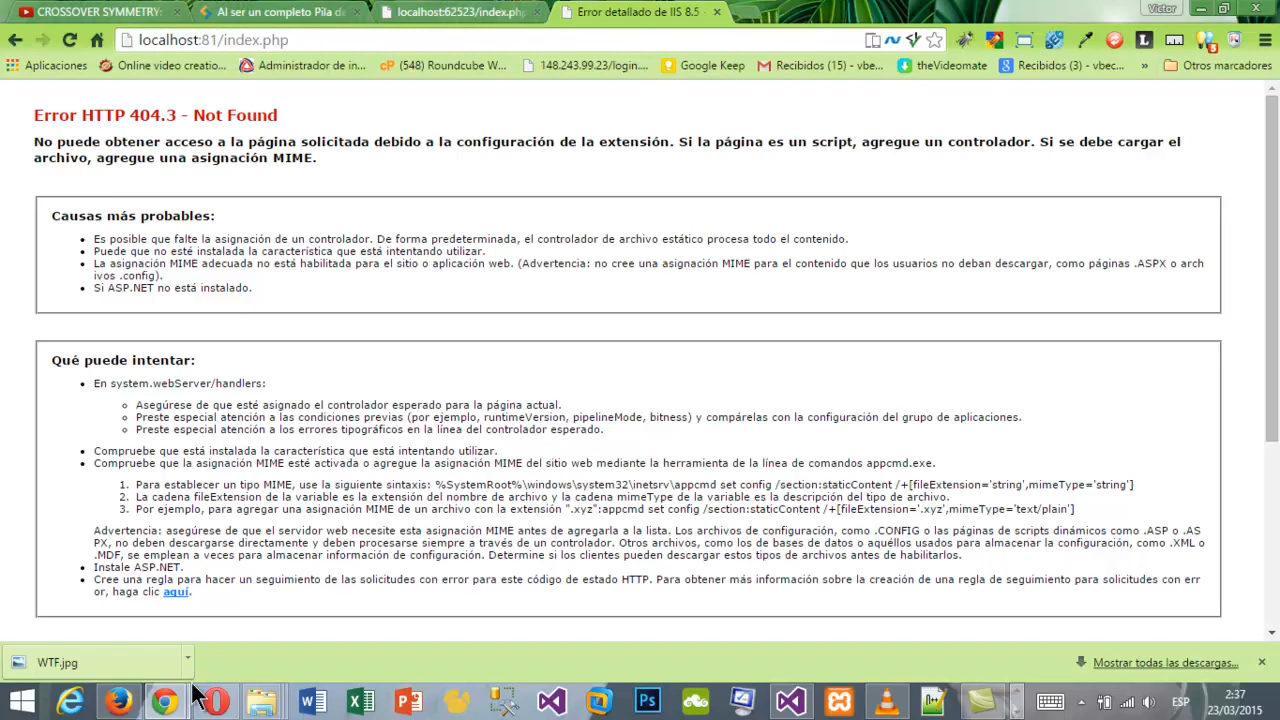 CROSSOVER SYMMETRY:
Al ser un completo Pila de
localhost:62523/index.php
Error detallado de IIS 8.5
Victor
localhost:81/index.php
Aplicaciones
Online video creatio...
Administrador de in...
cP (548) Roundcube W...
148.243.99.23/login....
Google Keep
Recibidos (15) - vbe...
theVideomate
Recibidos (3) - vbec...
»
Otros marcadores
Error HTTP 404.3 - Not Found
No puede obtener acceso a la página solicitada debido a la configuración de la extensión. Si la página es un script, agregue un controlador. Si se debe cargar el
archivo, agregue una asignación MIME.
Causas más probables:
• Es posible que falte la asignación de un controlador. De forma predeterminada, el controlador de archivo estático procesa todo el contenido.
• Puede que no esté instalada la característica que está intentando utilizar.
• La asignación MIME adecuada no está habilitada para el sitio o aplicación web. (Advertencia: no cree una asignación MIME para el contenido que los usuarios no deban descargar, como páginas .ASPX o arch
ivos .config).
• Si ASP.NET no está instalado.
Qué puede intentar:
• En system.webServer/handlers:
○ Asegúrese de que esté asignado el controlador esperado para la página actual.
○ Preste especial atención a las condiciones previas (por ejemplo, runtimeVersion, pipelineMode, bitness) y compárelas con la configuración del grupo de aplicaciones.
○ Preste especial atención a los errores tipográficos en la línea del controlador esperado.
• Compruebe que está instalada la característica que está intentando utilizar.
• Compruebe que la asignación MIME esté activada o agregue la asignación MIME del sitio web mediante la herramienta de la línea de comandos appcmd.exe.
1. Para establecer un tipo MIME, use la siguiente sintaxis: %SystemRoot%\windows\system32\inetsrv\appcmd set config /section:staticContent /+[fileExtension='string',mimeType='string']
2. La cadena fileExtension de la variable es la extensión del nombre de archivo y la cadena mimeType de la variable es la descripción del tipo de archivo.
3. Por ejemplo, para agregar una asignación MIME de un archivo con la extensión ".xyz":appcmd set config /section:staticContent /+[fileExtension='.xyz',mimeType='text/plain']
Advertencia: asegúrese de que el servidor web necesite esta asignación MIME antes de agregarla a la lista. Los archivos de configuración, como .CONFIG o las páginas de scripts dinámicos como .ASP o .AS
PX, no deben descargarse directamente y deben procesarse siempre a través de un controlador. Otros archivos, como los de bases de datos o aquéllos usados para almacenar la configuración, como .XML o
.MDF, se emplean a veces para almacenar información de configuración. Determine si los clientes pueden descargar estos tipos de archivos antes de habilitarlos.
• Instale ASP.NET.
• Cree una regla para hacer un seguimiento de las solicitudes con error para este código de estado HTTP. Para obtener más información sobre la creación de una regla de seguimiento para solicitudes con err
or, haga clic aquí.
WTF.jpg
Mostrar todas las descargas...
ESP
2:37
23/03/2015